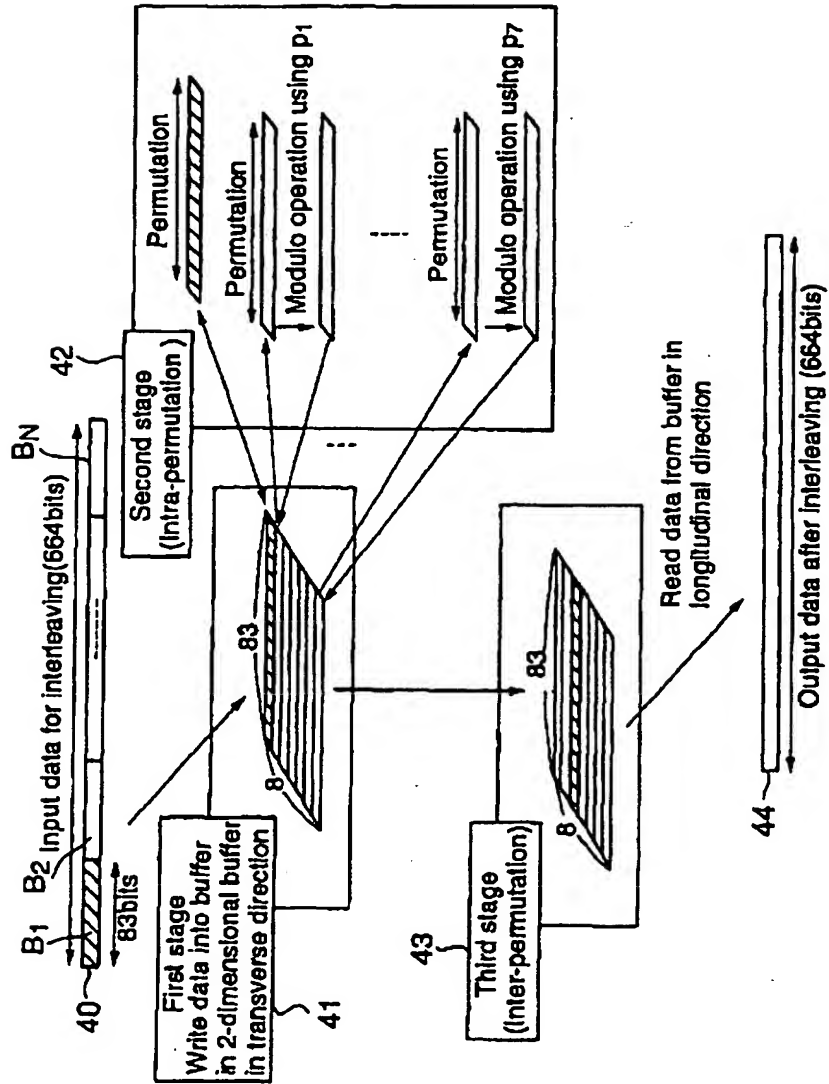 Input data for interleaving(664bits)
B1
B2
BN
83bits
40
First stage
Write data into buffer
in 2-dimensional buffer
in transverse direction
41
83
8
Second stage
(Intra-permutation )
42
Permutation
Permutation
Modulo operation using p1
Permutation
Modulo operation using p7
Third stage
(Inter-permutation)
43
83
8
Read data from buffer in
longitudinal direction
44
Output data after interleaving (664bits)